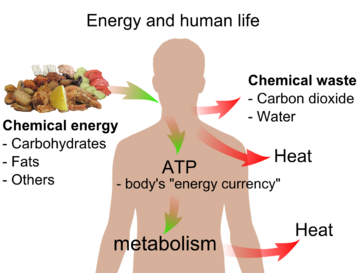 Energy and human life
Chemical energy
- Carbohydrates
- Fats
- Others
Chemical waste
- Carbon dioxide
- Water
Heat
ATP
- body's "energy currency"
metabolism
Heat